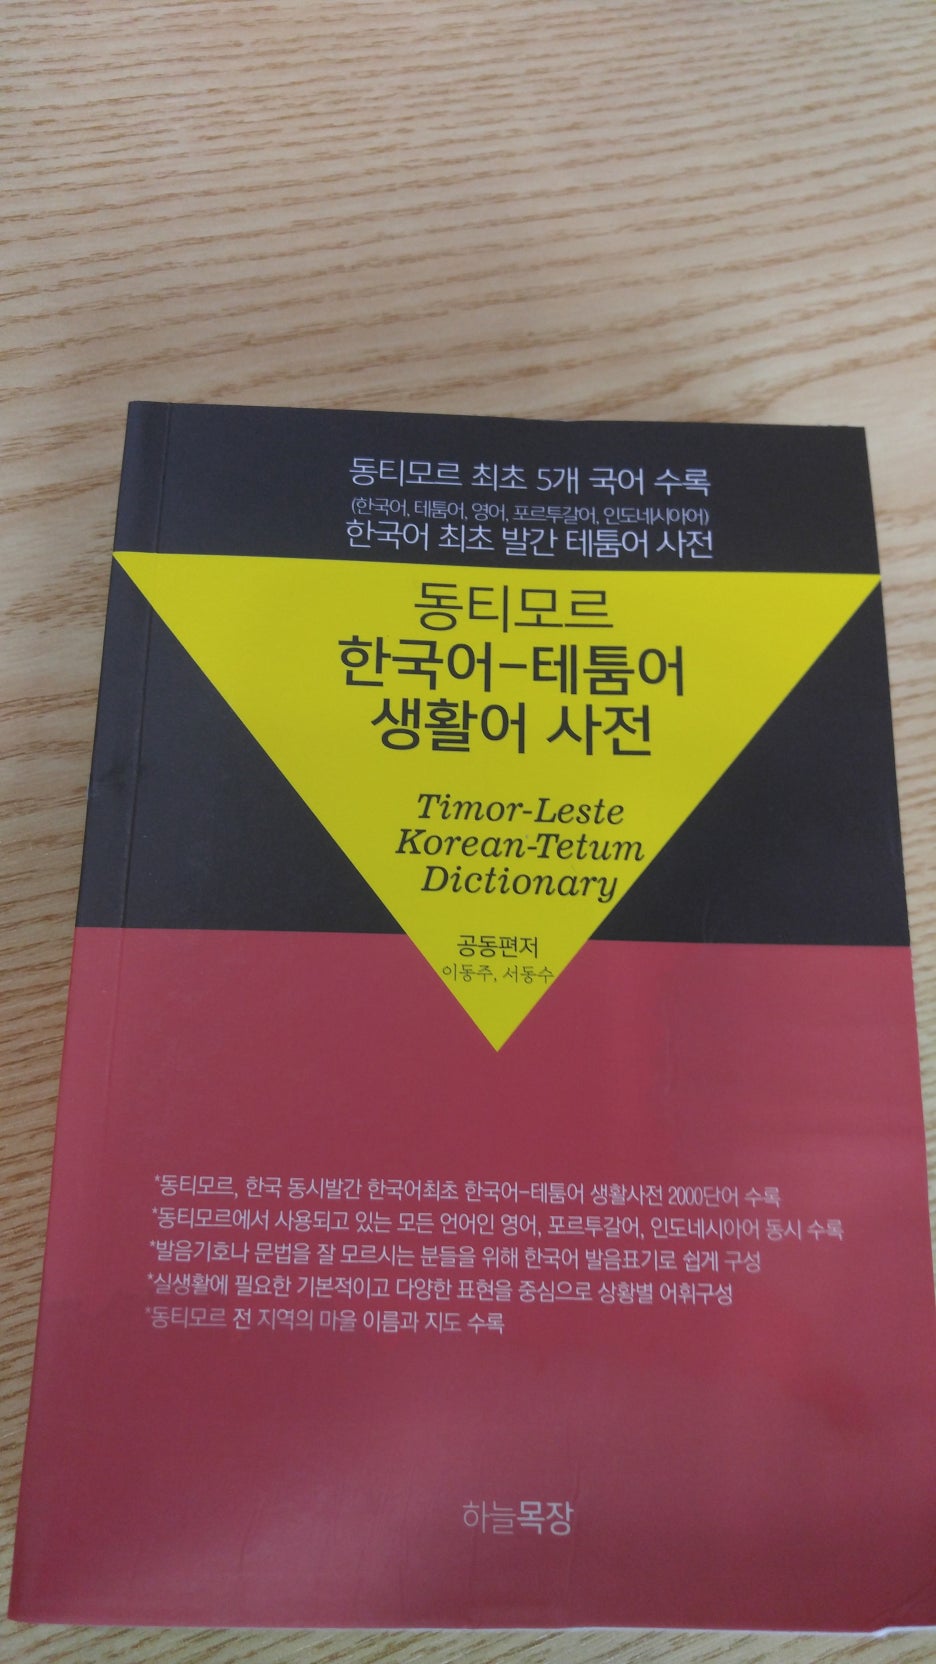 동티모르 최초 5개 국어 수록
(한국어, 테툼어, 영어, 포르투갈어, 인도네시아어)
한국어 최초 발간 테툼어 사전
동티모르
한국어-테툼어
생활어 사전
Timor-Leste
Korean-Tetum
Dictionary
공동편저
이동주, 서동수
*동티모르, 한국 동시발간 한국어최초 한국어-테툼어 생활사전 2000단어 수록
*동티모르에서 사용되고 있는 모든 언어인 영어, 포르투갈어, 인도네시아어 동시 수록
*발음기호나 문법을 잘 모르시는 분들을 위해 한국어 발음표기로 쉽게 구성
*실생활에 필요한 기본적이고 다양한 표현을 중심으로 상황별 어휘구성
*동티모르 전 지역의 마을 이름과 지도 수록
하늘목장